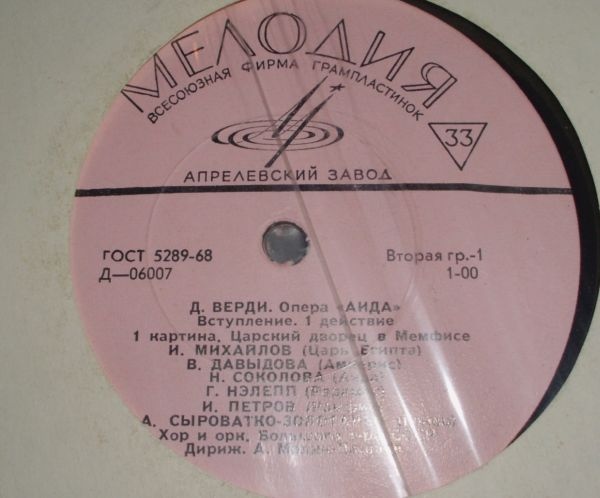 МЕЛОДИЯ
ВСЕСОЮЗНАЯ ФИРМА ГРАМПЛАСТИНОК
33
АПРЕЛЕВСКИЙ ЗАВОД
ГОСТ 5289-68
Вторая гр.-1
Д—06007
1-00
Д. ВЕРДИ. Опера «АИДА»
Вступление. 1 действие
1 картина. Царский дворец в Мемфисе
И. МИХАЙЛОВ (Царь Египта)
В. ДАВЫДОВА
Н. СОКОЛОВА
Г. НЭЛЕПП
И. ПЕТРОВ
А.
Хор и орк.
Дириж. А.